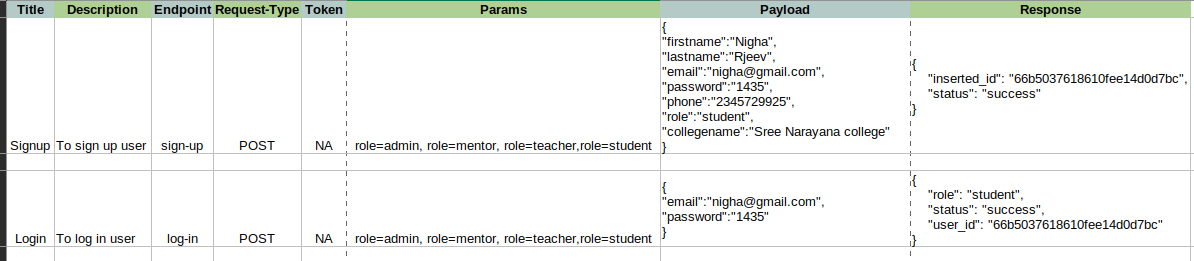 Title Description Endpoint Request-Type Token Params Payload Response
{
"firstname":"Nigha",
"lastname":"Rjeev",
"email":"nigha@gmail.com",
"password":"1435",
"phone":"2345729925",
"role":"student",
"collegename":"Sree Narayana college"
}
{
"inserted_id": "66b5037618610fee14d0d7bc",
"status": "success"
}
Signup To sign up user sign-up POST NA role=admin, role=mentor, role=teacher,role=student
{
"email":"nigha@gmail.com",
"password":"1435"
}
{
"role": "student",
"status": "success",
"user_id": "66b5037618610fee14d0d7bc"
}
Login To log in user log-in POST NA role=admin, role=mentor, role=teacher,role=student